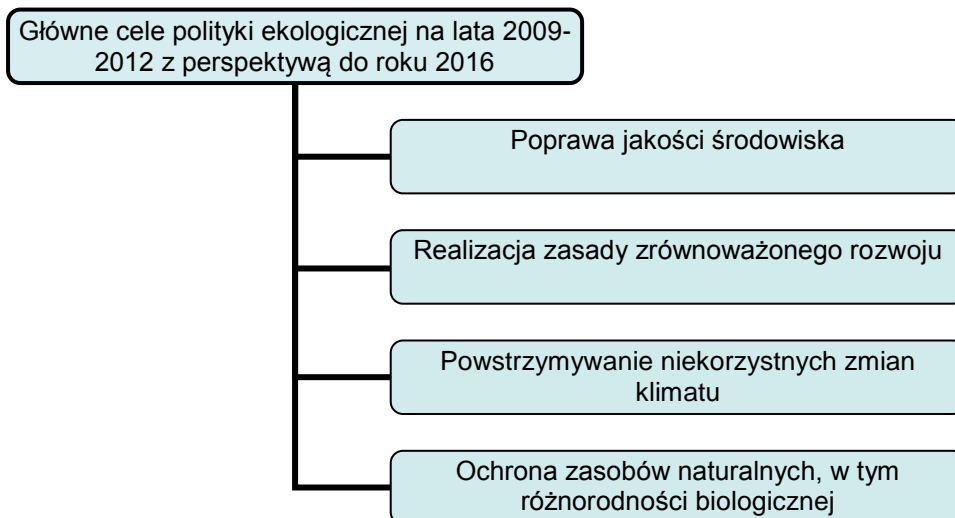 Główne cele polityki ekologicznej na lata 2009-
2012 z perspektywą do roku 2016
Poprawa jakości środowiska
Realizacja zasady zrównoważonego rozwoju
Powstrzymywanie niekorzystnych zmian
klimatu
Ochrona zasobów naturalnych, w tym
różnorodności biologicznej